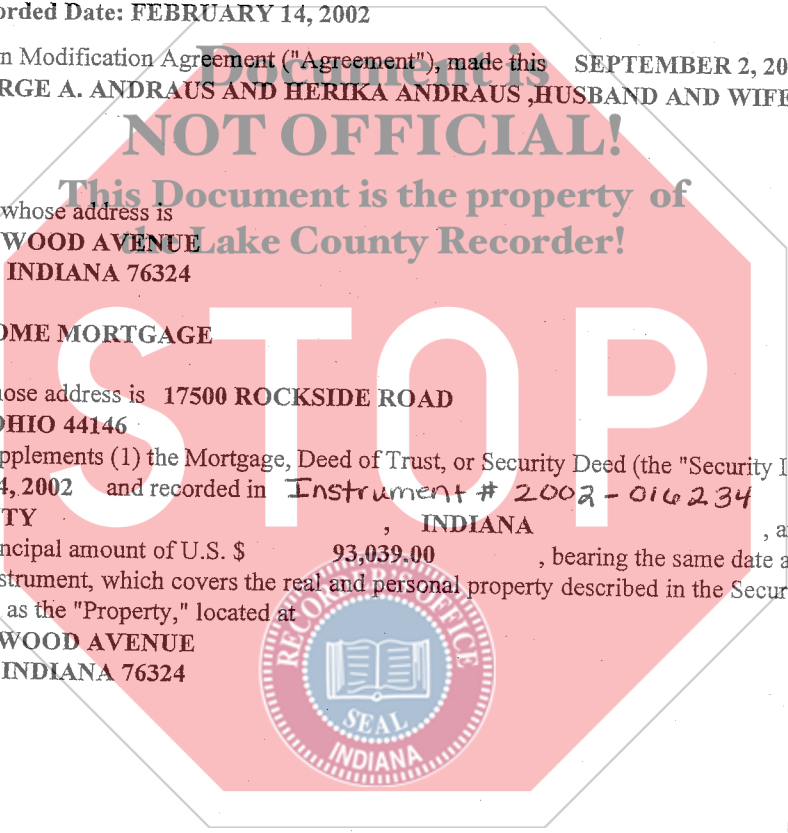 orded Date: FEBRUARY 14, 2002
n Modification Agreement ("Agreement"), made this SEPTEMBER 2, 20
Document is
RGE A. ANDRAUS AND HERIKA ANDRAUS ,HUSBAND AND WIFE
NOT OFFICIAL!
This Document is the property of
whose address is
WOOD AVENUE
the Lake County Recorder!
INDIANA 76324
STOP
OME MORTGAGE
hose address is 17500 ROCKSIDE ROAD
OHIO 44146
pplements (1) the Mortgage, Deed of Trust, or Security Deed (the "Security I
4, 2002 and recorded in Instrument # 2002-016234
TY , INDIANA , a
ncipal amount of U.S. $ 93,039.00 , bearing the same date a
strument, which covers the real and personal property described in the Secur
as the "Property," located at
RECORDER'S OFFICE
WOOD AVENUE
INDIANA 76324
SEAL
INDIANA